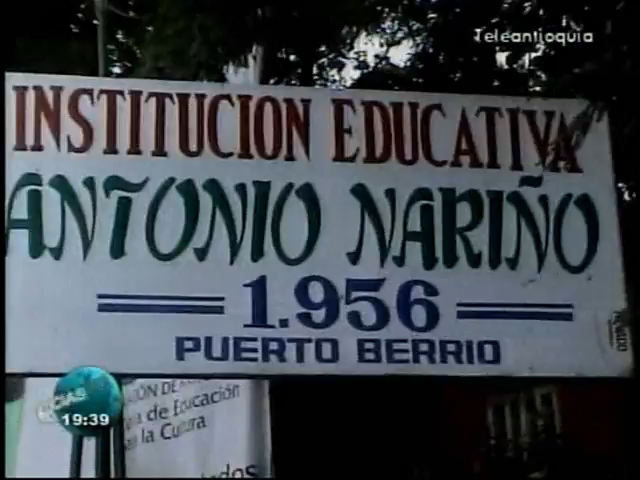 Teleantioquia
INSTITUCION EDUCATIVA
ANTONIO NARIÑO
1.956
PUERTO BERRIO
19:39
de Educación
la Cultura